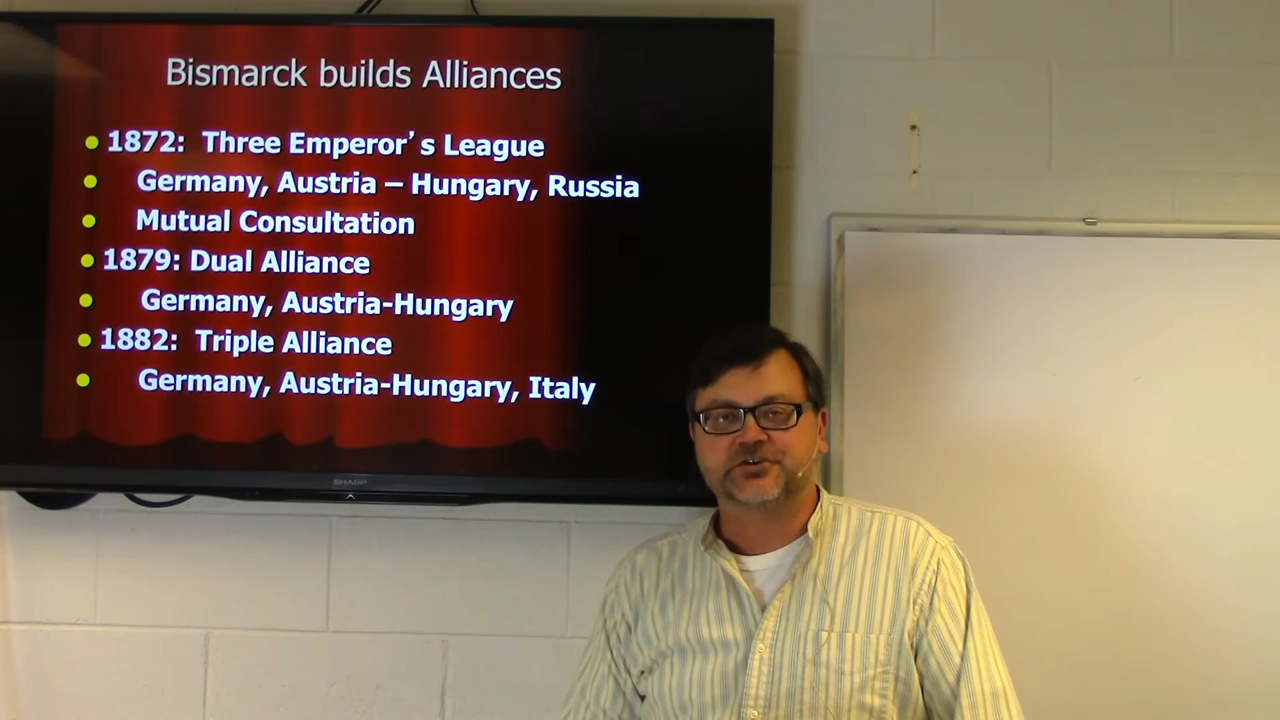 Bismarck builds Alliances
1872: Three Emperor’s League
Germany, Austria – Hungary, Russia
Mutual Consultation
1879: Dual Alliance
Germany, Austria-Hungary
1882: Triple Alliance
Germany, Austria-Hungary, Italy
SHARP